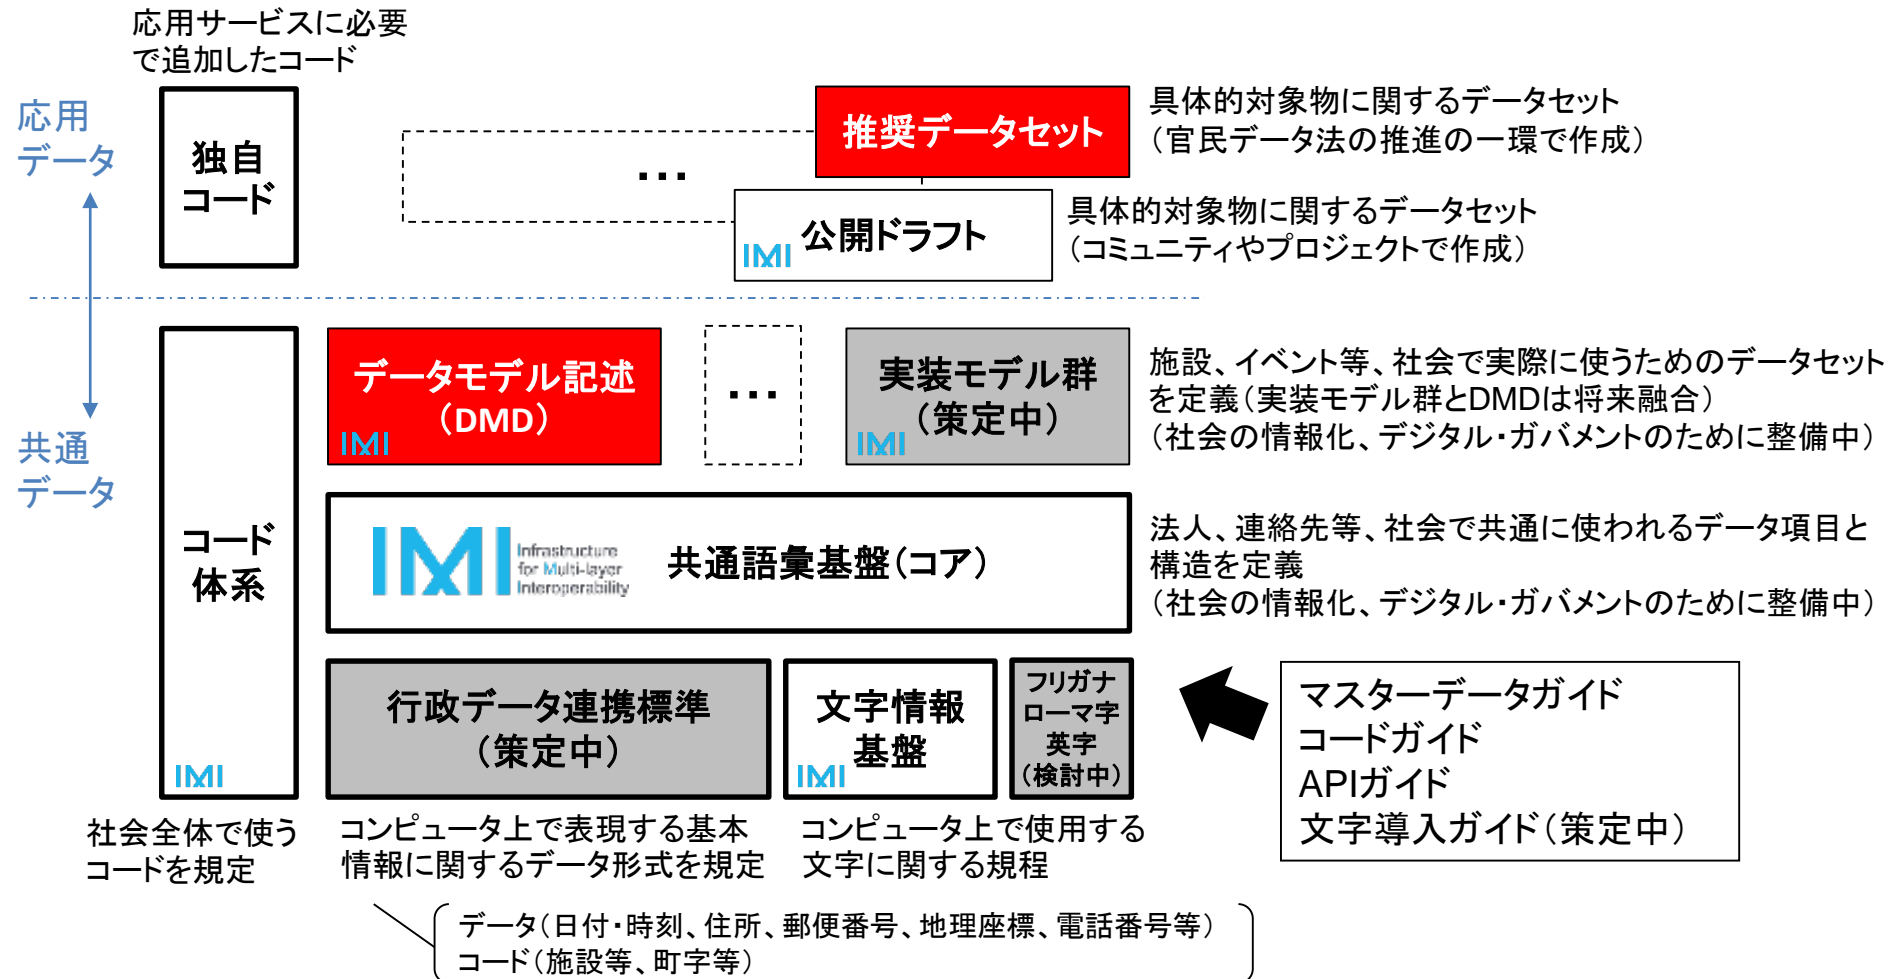 応用サービスに必要
で追加したコード
応用
データ
独自
コード
…
推奨データセット
具体的対象物に関するデータセット
（官民データ法の推進の一環で作成）
IMI
公開ドラフト
具体的対象物に関するデータセット
（コミュニティやプロジェクトで作成）
共通
データ
コード
体系
IMI
データモデル記述
（DMD）
IMI
…
実装モデル群
（策定中）
IMI
施設、イベント等、社会で実際に使うためのデータセット
を定義（実装モデル群とDMDは将来融合）
（社会の情報化、デジタル・ガバメントのために整備中）
IMI
Infrastructure
for Multi-layer
Interoperability
共通語彙基盤（コア）
法人、連絡先等、社会で共通に使われるデータ項目と
構造を定義
（社会の情報化、デジタル・ガバメントのために整備中）
行政データ連携標準
（策定中）
文字情報
基盤
IMI
フリガナ
ローマ字
英字
（検討中）
マスターデータガイド
コードガイド
APIガイド
文字導入ガイド（策定中）
社会全体で使う
コードを規定
コンピュータ上で表現する基本
情報に関するデータ形式を規定
コンピュータ上で使用する
文字に関する規程
データ（日付・時刻、住所、郵便番号、地理座標、電話番号等）
コード（施設等、町字等）